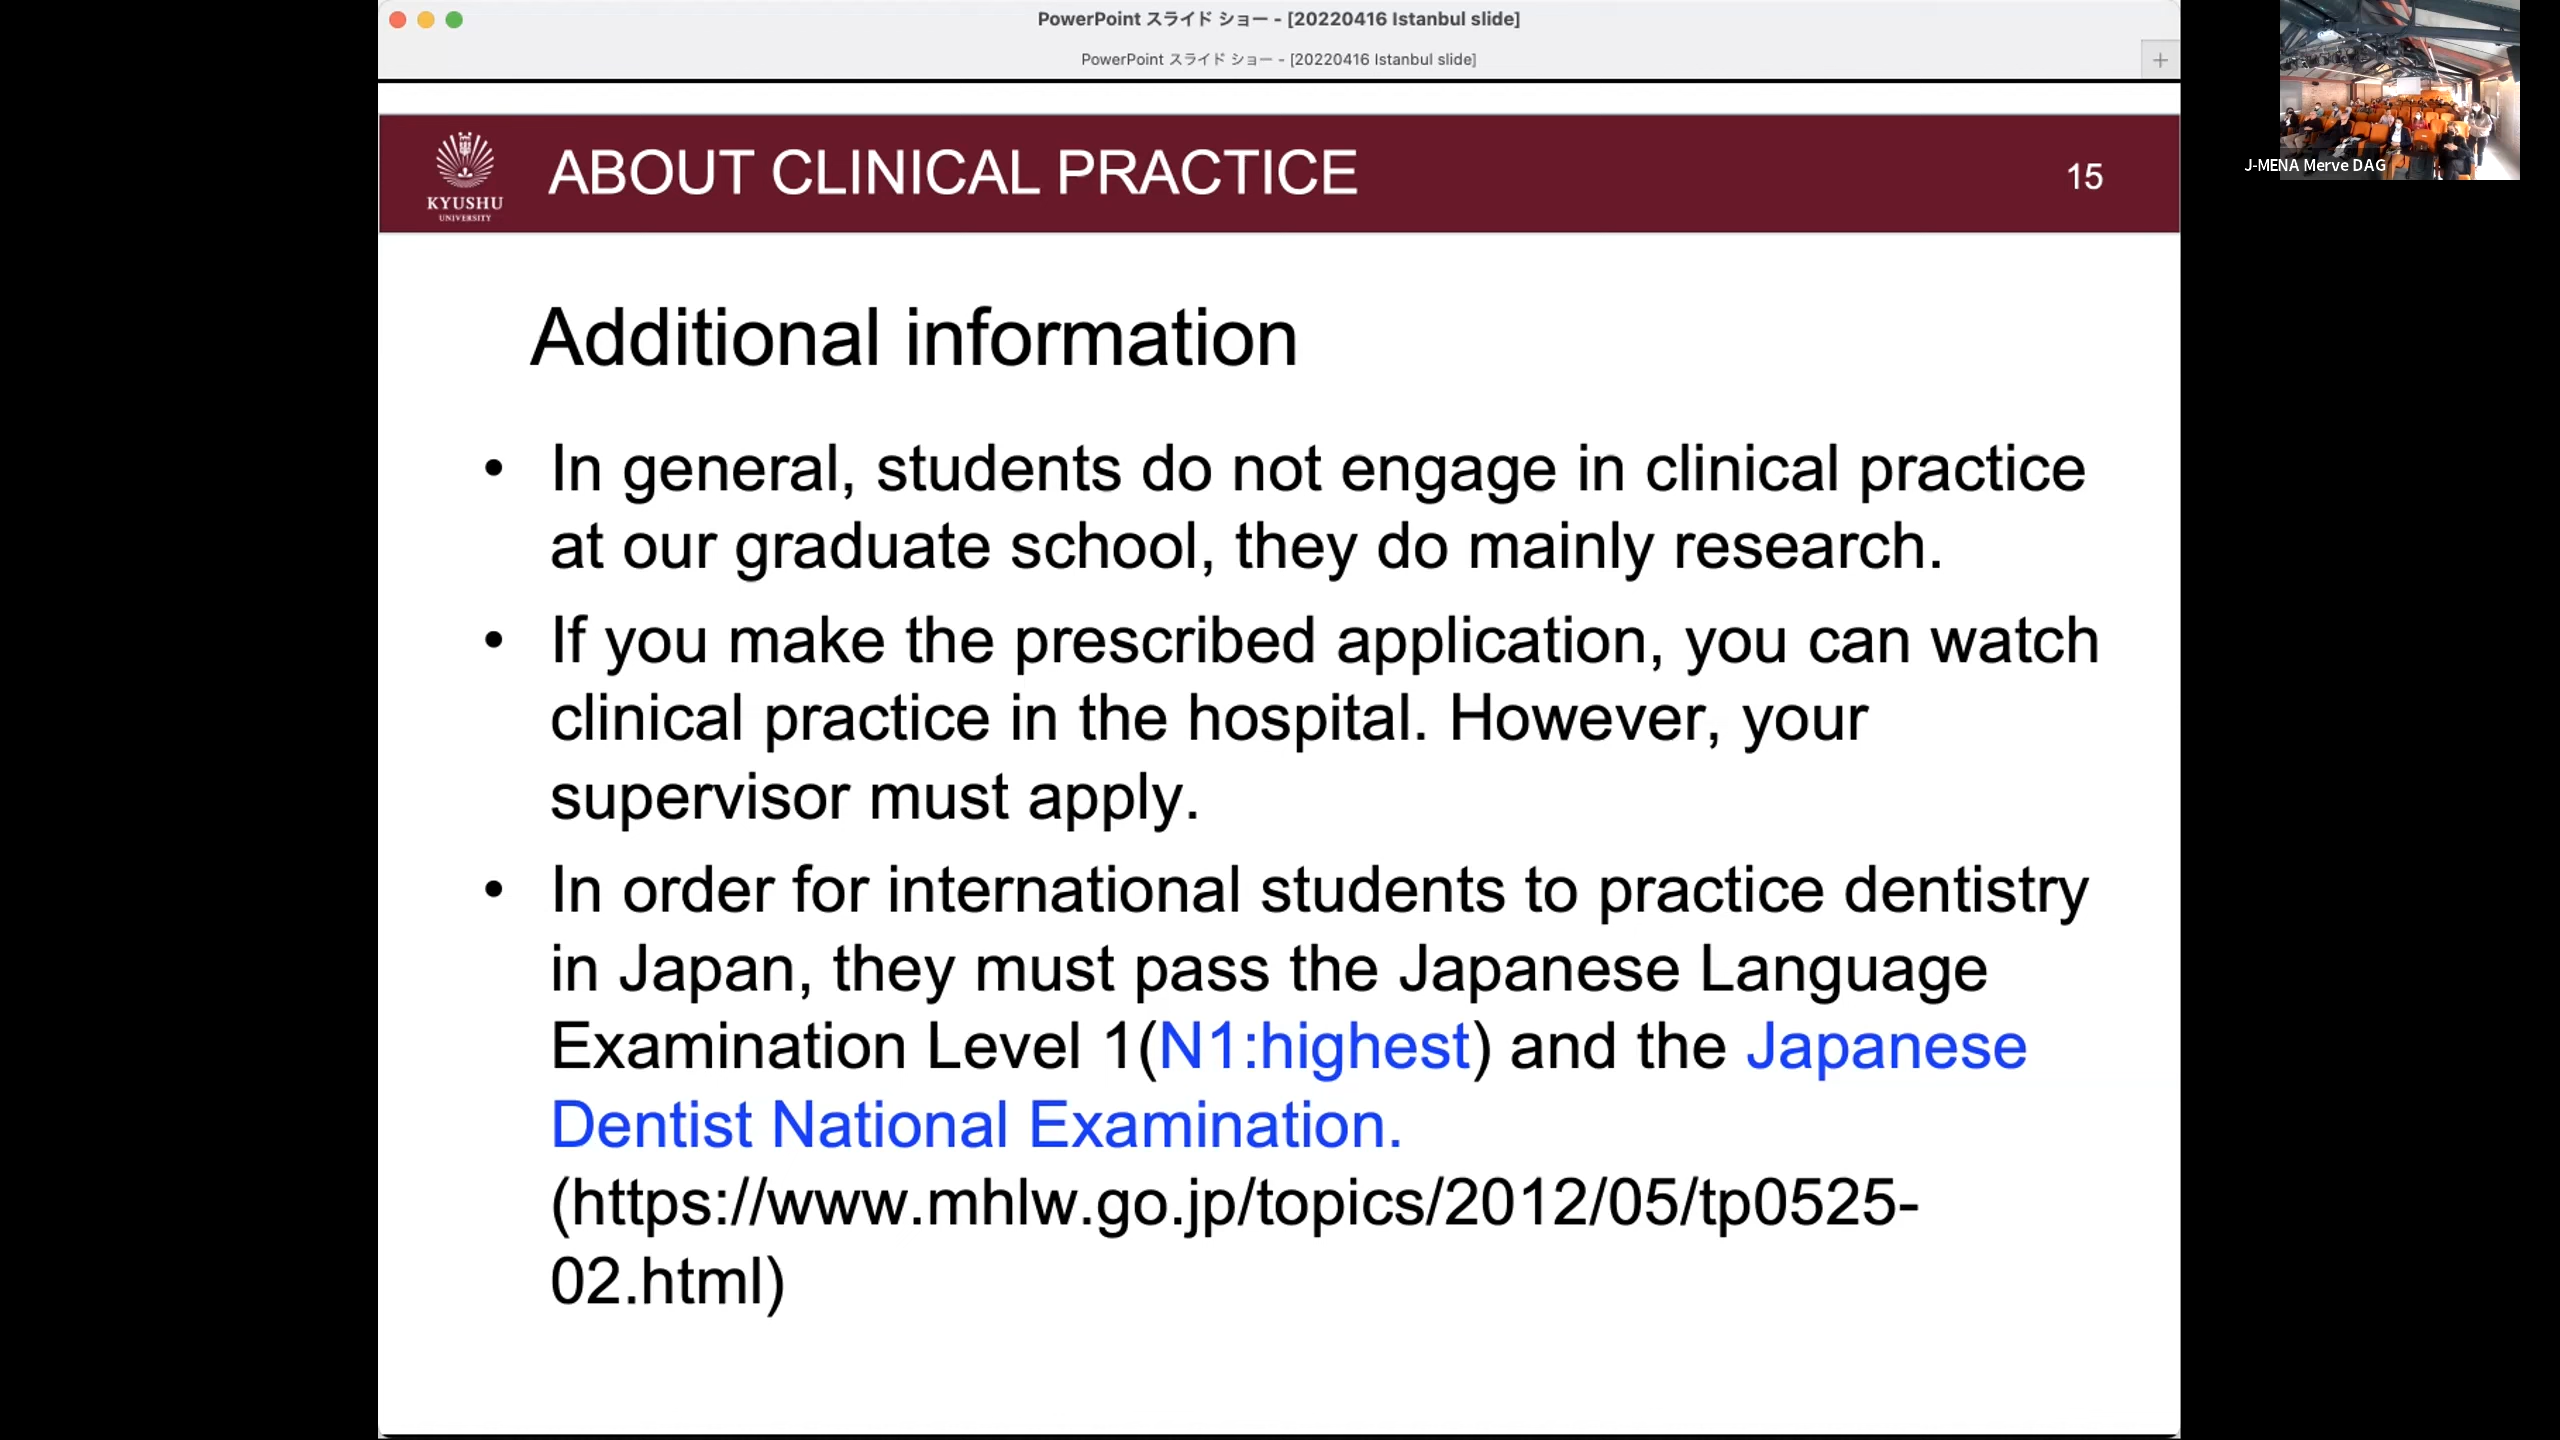 PowerPoint スライド ショー - [20220416 Istanbul slide]
PowerPoint スライド ショー - [20220416 Istanbul slide]
+
J-MENA Merve DAG
KYUSHU
UNIVERSITY
ABOUT CLINICAL PRACTICE
15
Additional information
• In general, students do not engage in clinical practice
at our graduate school, they do mainly research.
• If you make the prescribed application, you can watch
clinical practice in the hospital. However, your
supervisor must apply.
• In order for international students to practice dentistry
in Japan, they must pass the Japanese Language
Examination Level 1(N1:highest) and the Japanese
Dentist National Examination.
(https://www.mhlw.go.jp/topics/2012/05/tp0525-
02.html)